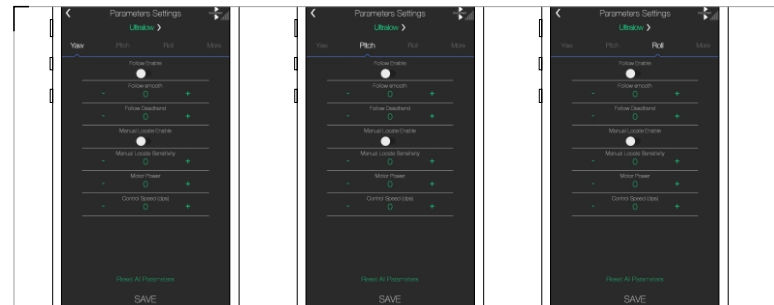 Parameters Settings
Ultralow
Yaw Pitch Roll More
Follow Enable
Follow smooth
- 0 +
Follow Deadband
- 0 +
Manual Locate Enable
Manual Locate Sensitivity
- 0 +
Motor Power
- 0 +
Control Speed (dps)
- 0 +
Reset All Parameters
SAVE
Parameters Settings
Ultralow
Yaw Pitch Roll More
Follow Enable
Follow smooth
- 0 +
Follow Deadband
- 0 +
Manual Locate Enable
Manual Locate Sensitivity
- 0 +
Motor Power
- 0 +
Control Speed (dps)
- 0 +
Reset All Parameters
SAVE
Parameters Settings
Ultralow
Yaw Pitch Roll More
Follow Enable
Follow smooth
- 0 +
Follow Deadband
- 0 +
Manual Locate Enable
Manual Locate Sensitivity
- 0 +
Motor Power
- 0 +
Control Speed (dps)
- 0 +
Reset All Parameters
SAVE